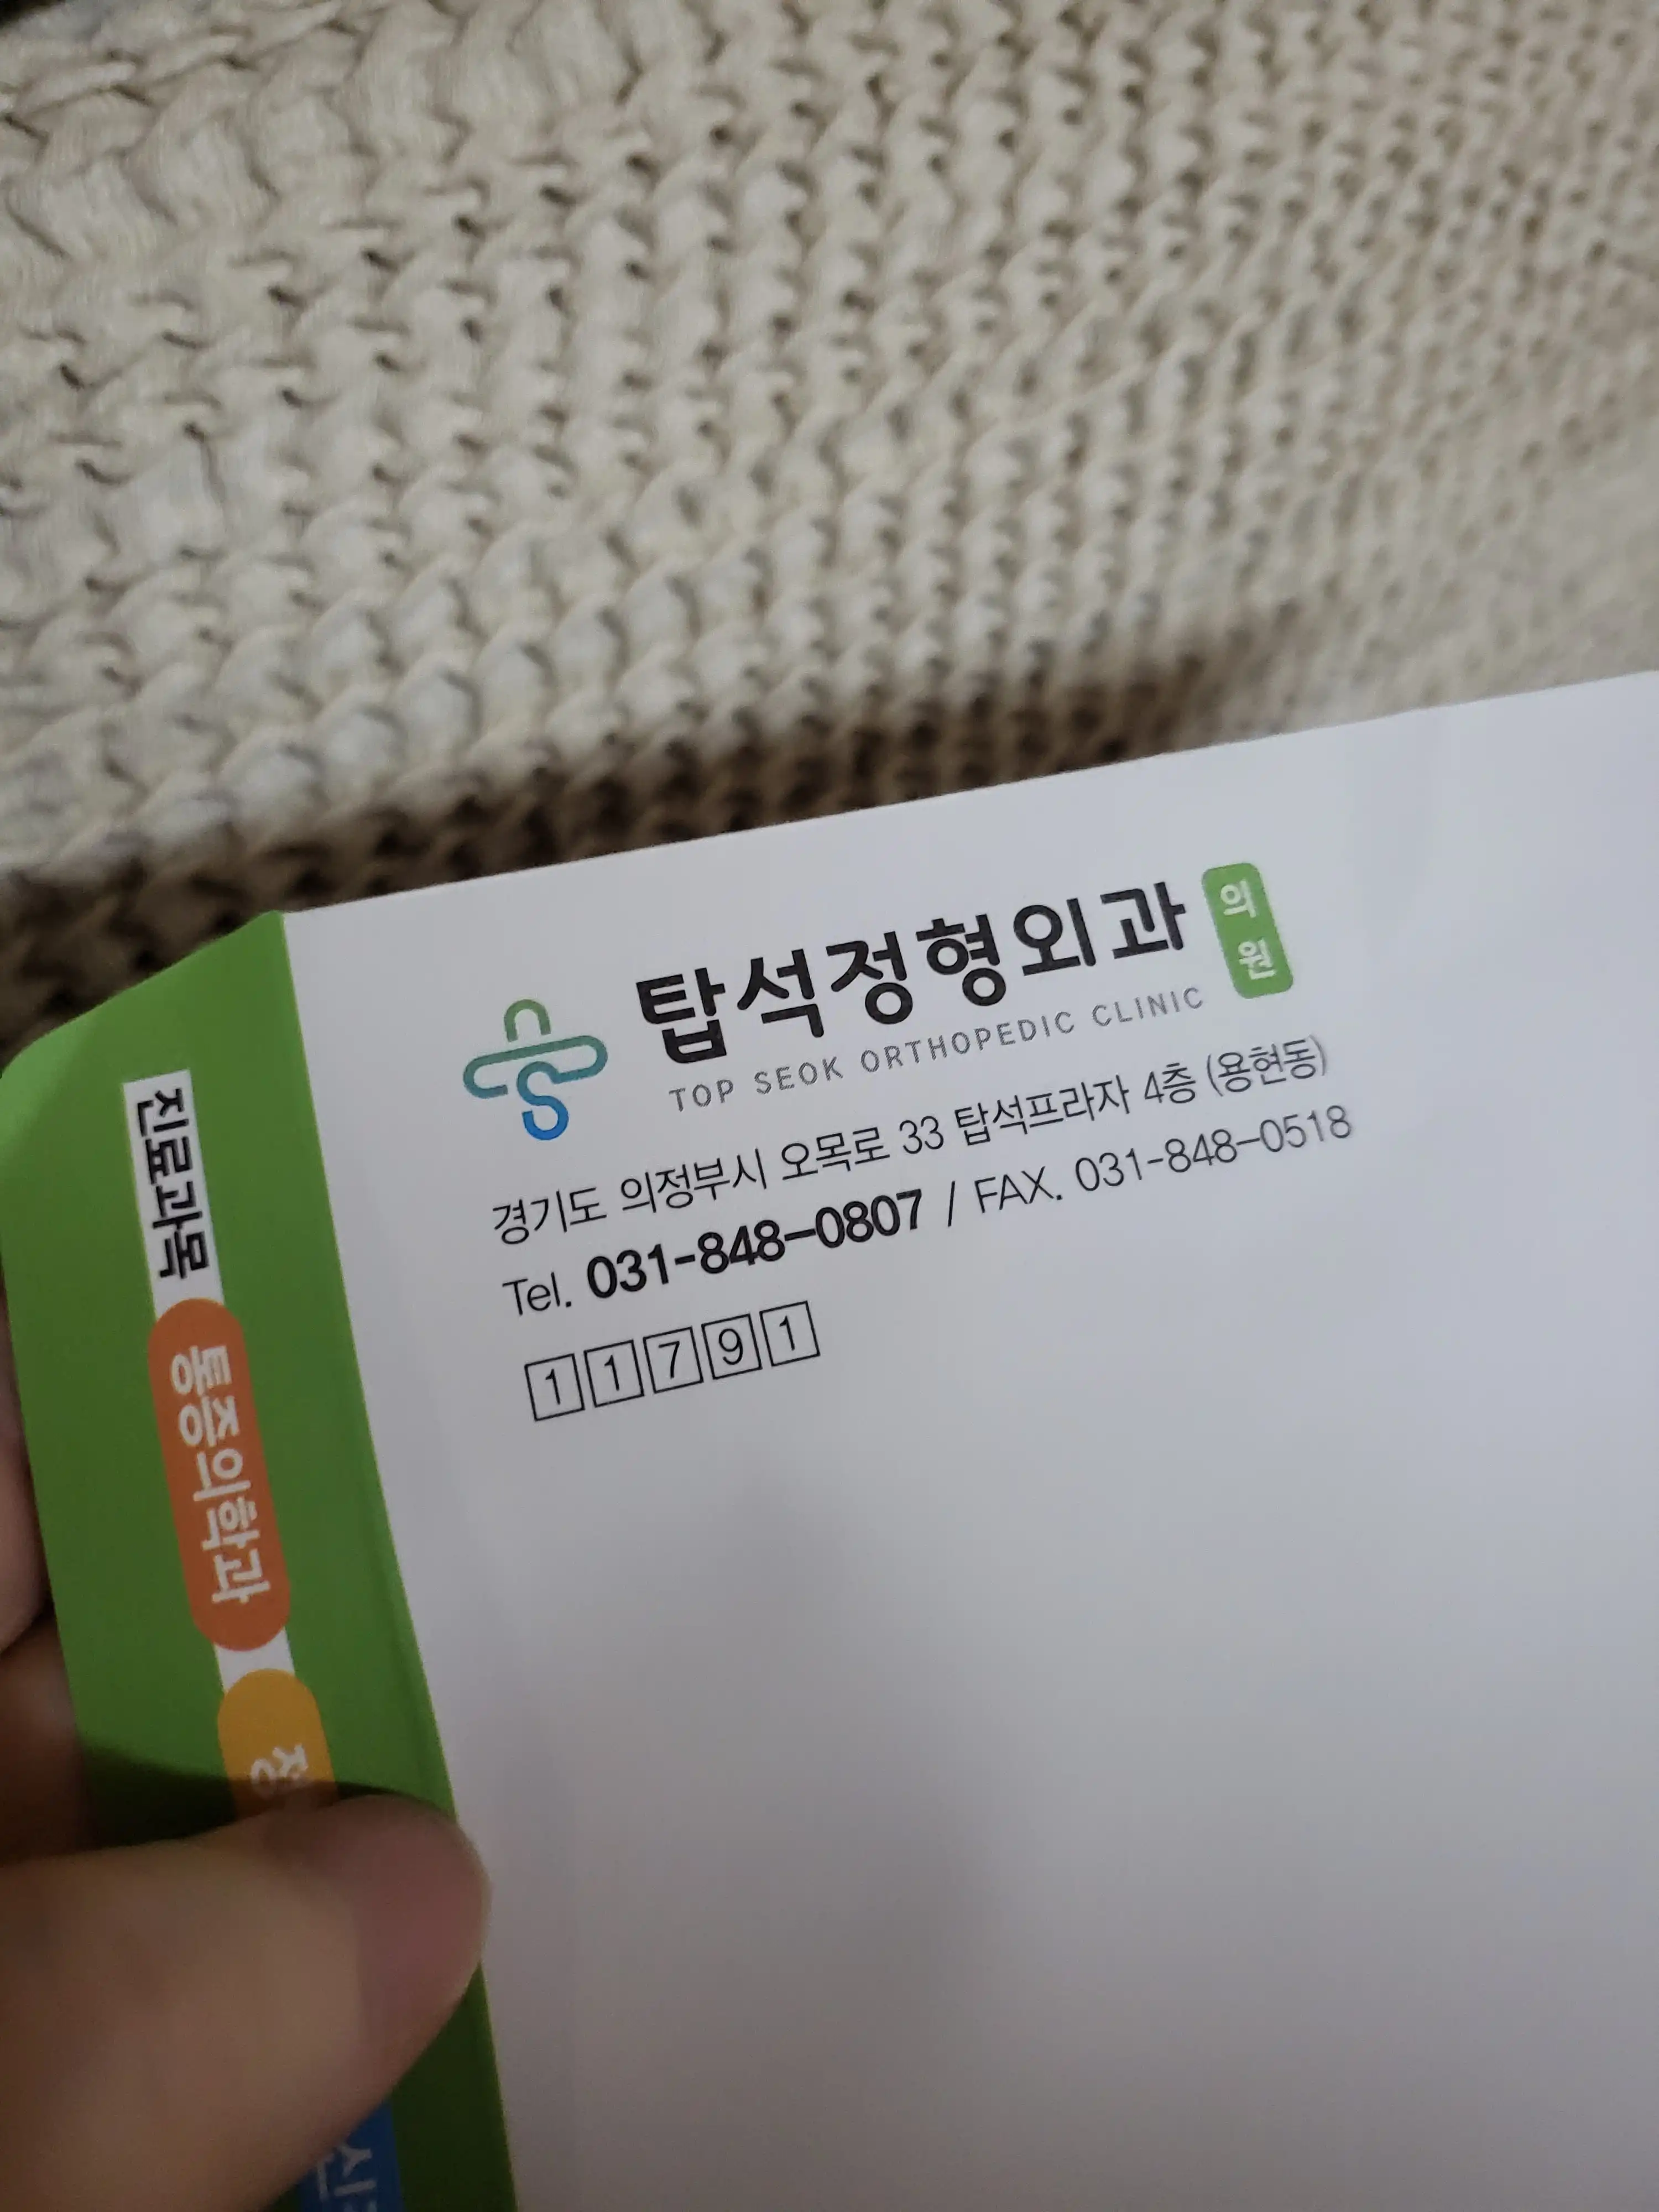 탑석정형외과 의원
TOP SEOK ORTHOPEDIC CLINIC
경기도 의정부시 오목로 33 탑석프라자 4층 (용현동)
Tel. 031-848-0807 / FAX. 031-848-0518
11791
진료과목
통증의학과